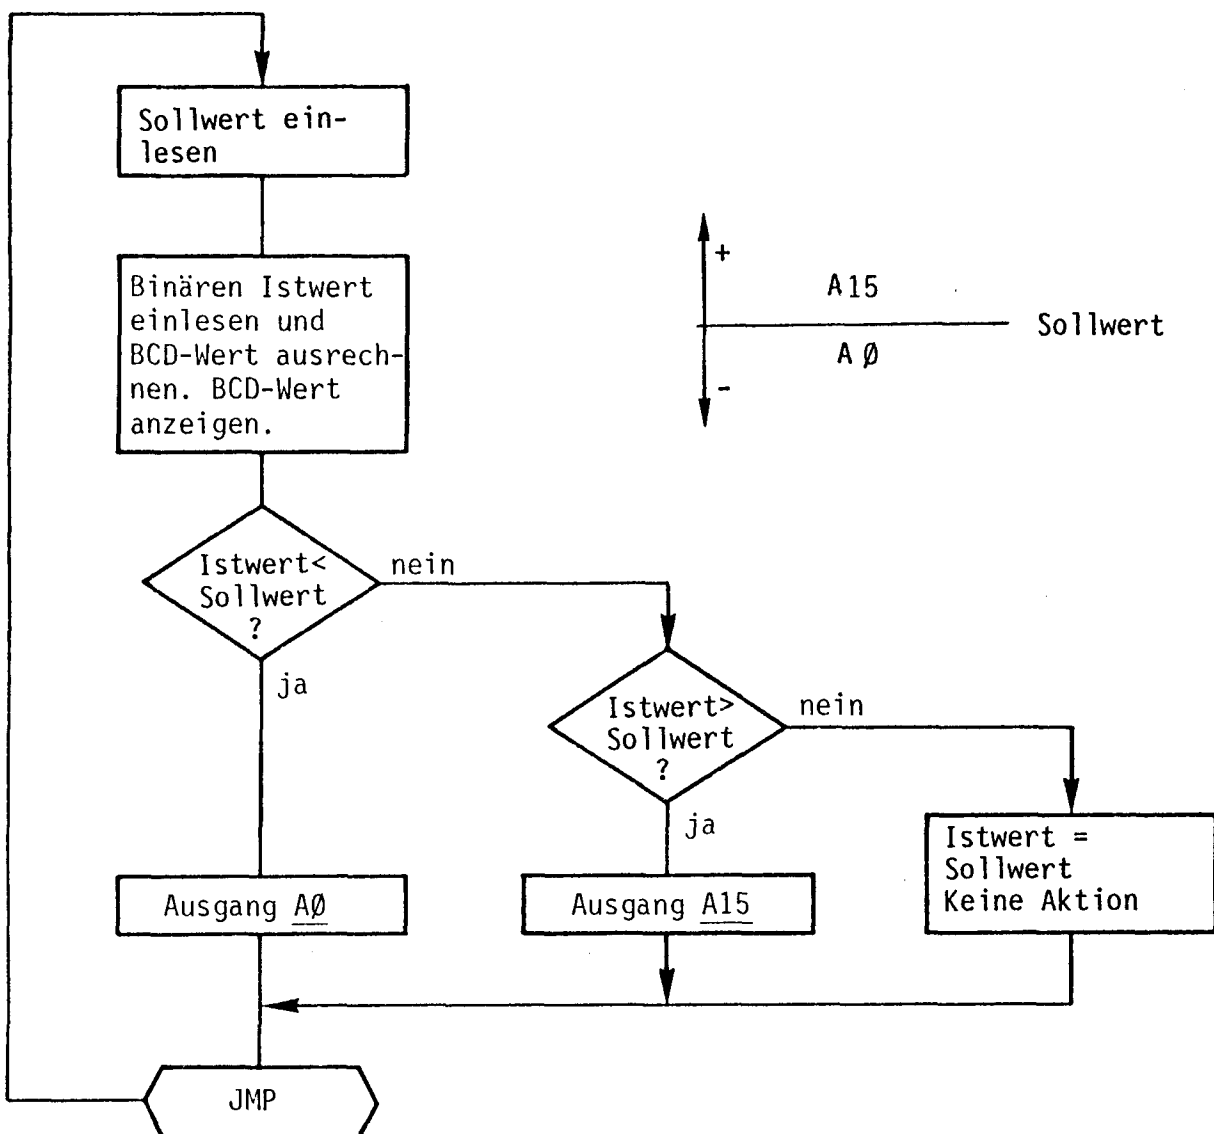 Sollwert ein-
lesen
Binären Istwert
einlesen und
BCD-Wert ausrech-
nen. BCD-Wert
anzeigen.
+
A15
Sollwert
AØ
-
Istwert<
Sollwert
?
nein
ja
Istwert>
Sollwert
?
nein
ja
Istwert =
Sollwert
Keine Aktion
Ausgang AØ
Ausgang A15
JMP